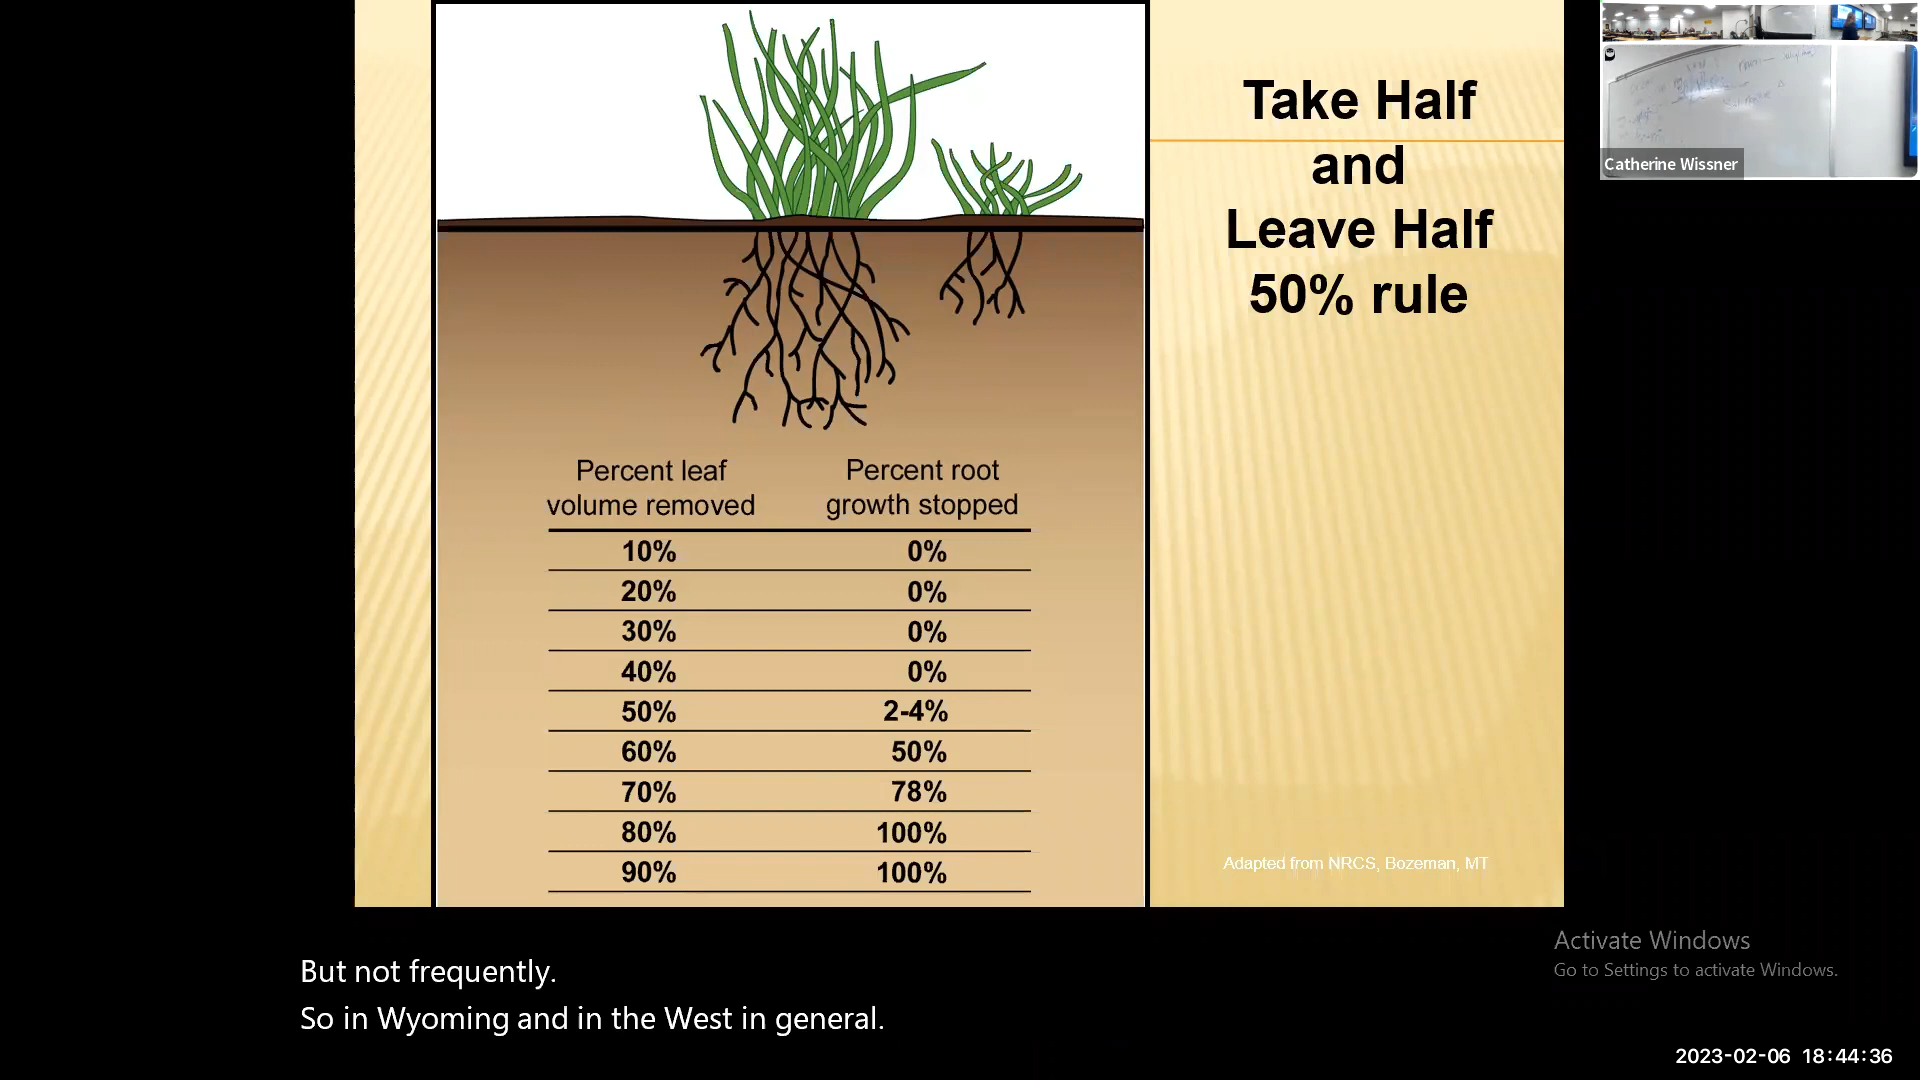 Take Half
and
Leave Half
50% rule
Percent leaf
volume removed
Percent root
growth stopped
10% 0%
20% 0%
30% 0%
40% 0%
50% 2-4%
60% 50%
70% 78%
80% 100%
90% 100%
Adapted from NRCS, Bozeman, MT
Catherine Wissner
But not frequently.
So in Wyoming and in the West in general.
Activate Windows
Go to Settings to activate Windows.
2023-02-06 18:44:36